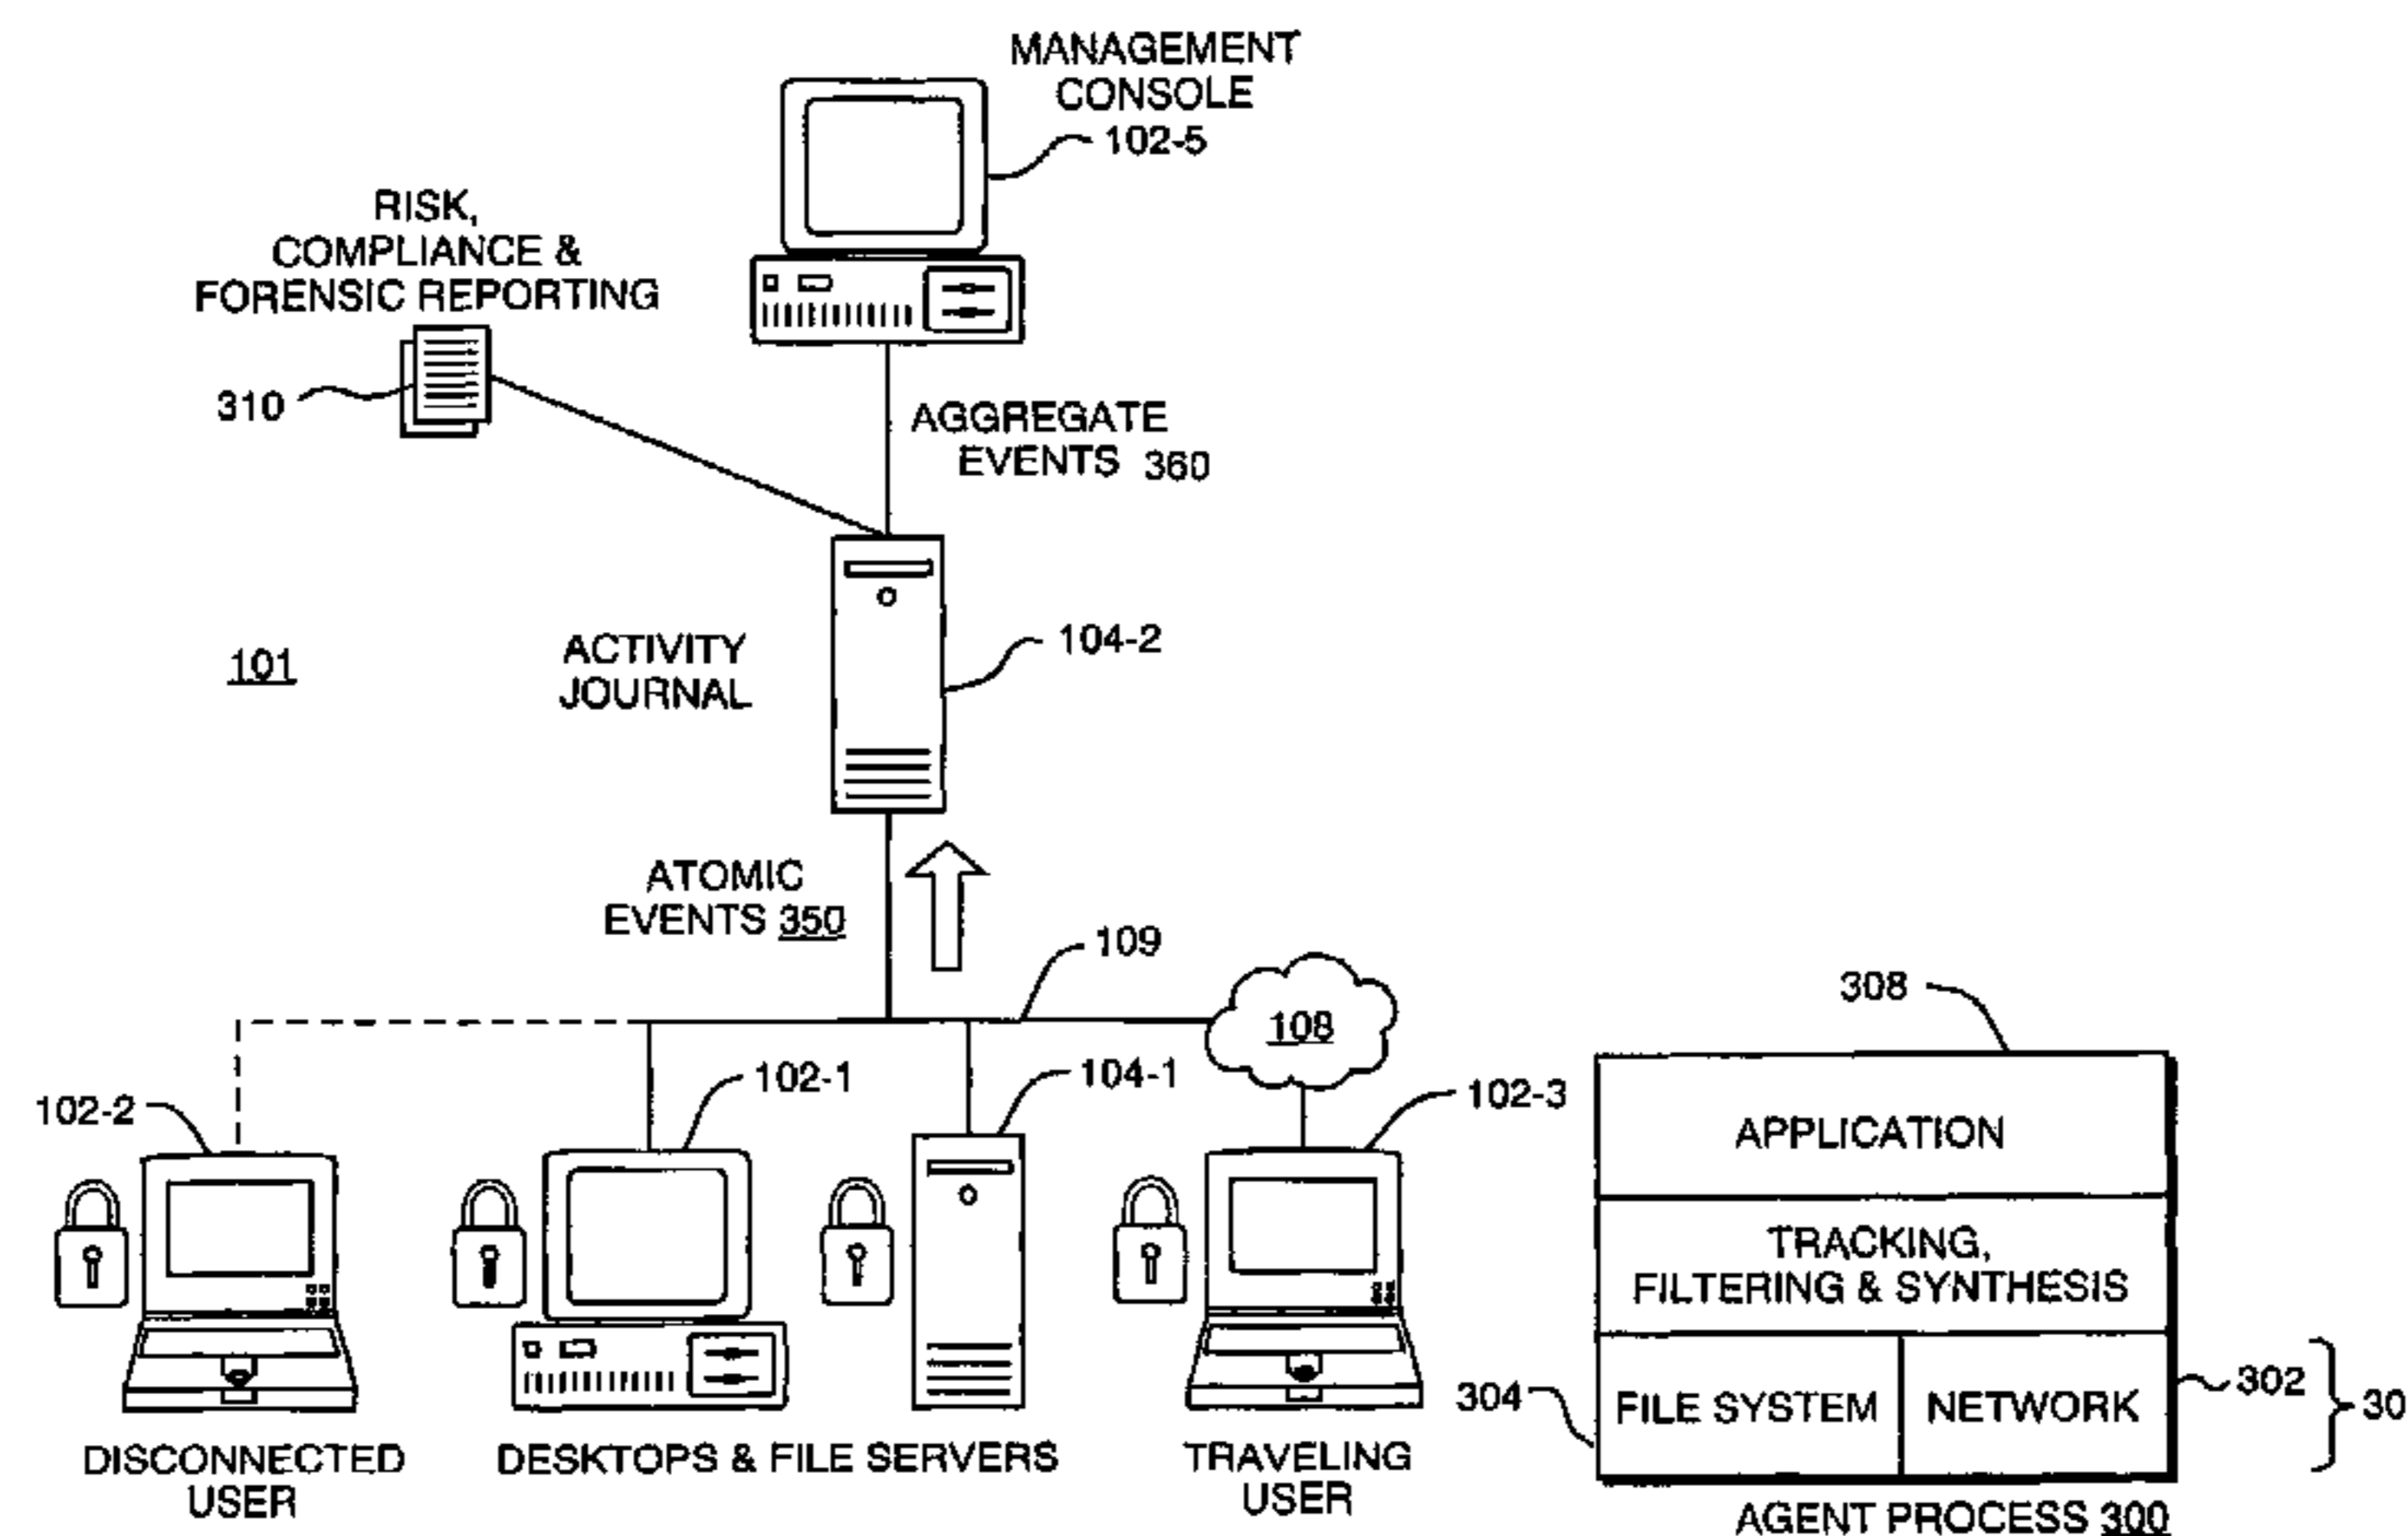 MANAGEMENT
CONSOLE
102-5
RISK,
COMPLIANCE &
FORENSIC REPORTING
310
AGGREGATE
EVENTS 360
101
ACTIVITY
JOURNAL
104-2
ATOMIC
EVENTS 350
109
108
308
102-2
102-1
104-1
102-3
APPLICATION
TRACKING,
FILTERING & SYNTHESIS
304
FILE SYSTEM
NETWORK
302
30
DISCONNECTED
USER
DESKTOPS & FILE SERVERS
TRAVELING
USER
AGENT PROCESS 300